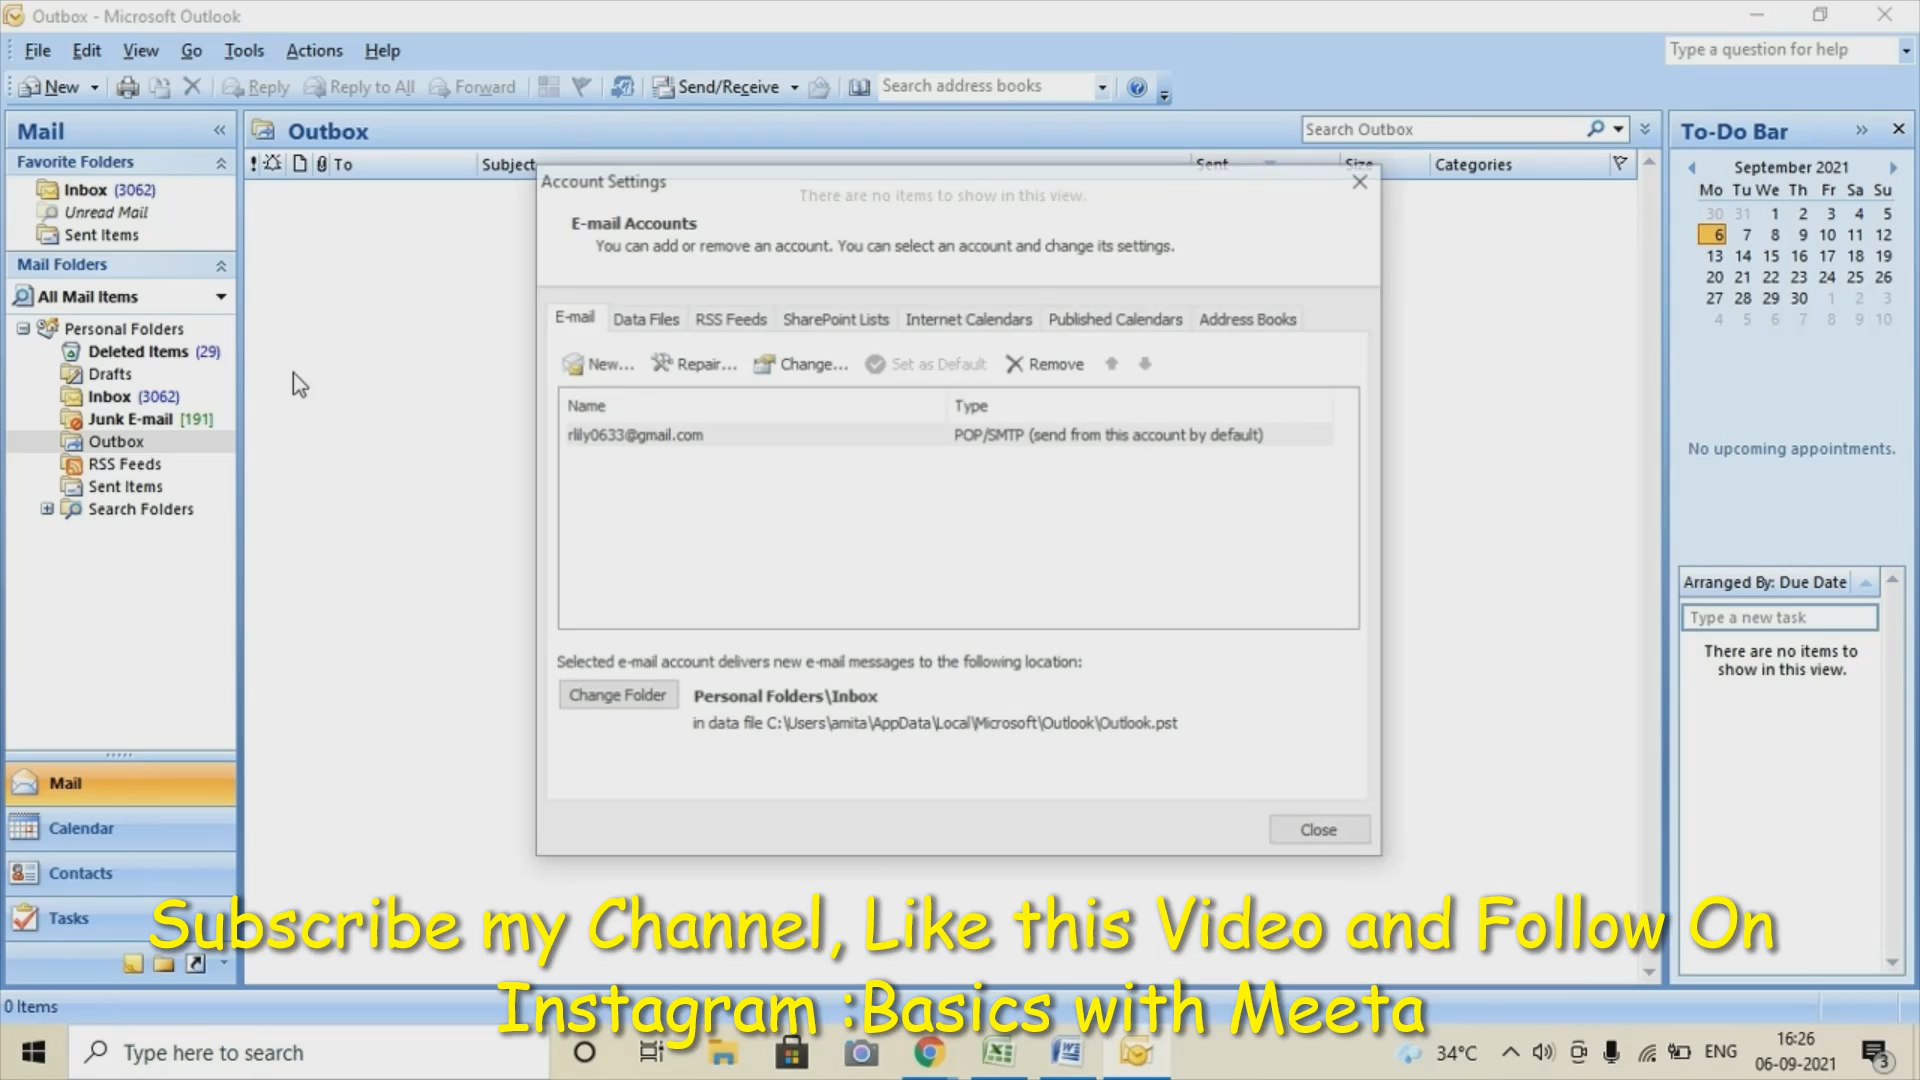 Outbox - Microsoft Outlook
File Edit View Go Tools Actions Help
Type a question for help
New Reply Reply to All Forward Send/Receive Search address books
Mail
Outbox
Search Outbox
To-Do Bar
Favorite Folders
! To Subject Sent Size Categories
Inbox (3062)
Unread Mail
Sent Items
Mail Folders
All Mail Items
Personal Folders
Deleted Items (29)
Drafts
Inbox (3062)
Junk E-mail [191]
Outbox
RSS Feeds
Sent Items
Search Folders
Mail
Calendar
Contacts
Tasks
Account Settings
There are no items to show in this view.
E-mail Accounts
You can add or remove an account. You can select an account and change its settings.
E-mail Data Files RSS Feeds SharePoint Lists Internet Calendars Published Calendars Address Books
New... Repair... Change... Set as Default Remove
Name Type
rlily0633@gmail.com POP/SMTP (send from this account by default)
Selected e-mail account delivers new e-mail messages to the following location:
Change Folder Personal Folders\Inbox
in data file C:\Users\amita\AppData\Local\Microsoft\Outlook\Outlook.pst
Close
September 2021
Mo Tu We Th Fr Sa Su
30 31 1 2 3 4 5
6 7 8 9 10 11 12
13 14 15 16 17 18 19
20 21 22 23 24 25 26
27 28 29 30 1 2 3
4 5 6 7 8 9 10
No upcoming appointments.
Arranged By: Due Date
Type a new task
There are no items to
show in this view.
Subscribe my Channel, Like this Video and Follow On
Instagram :Basics with Meeta
0 Items
Type here to search
34°C ENG
16:26
06-09-2021
3